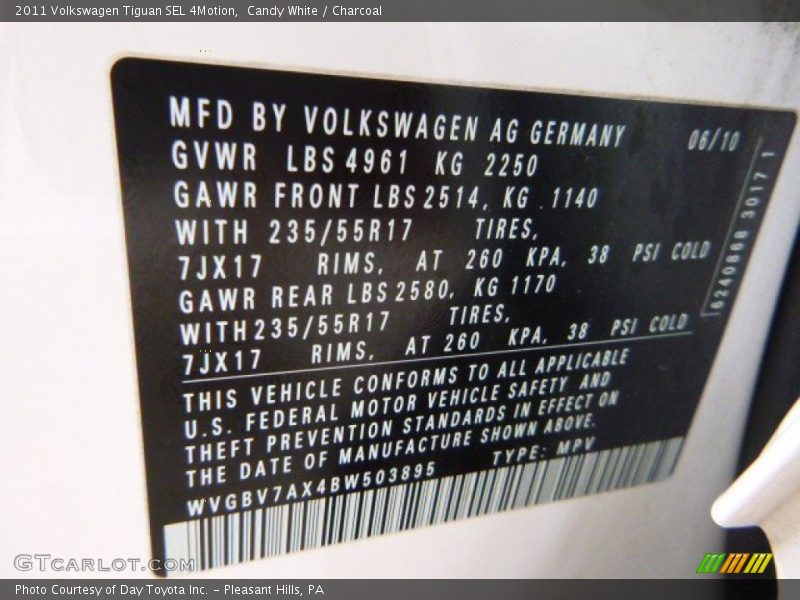 2011 Volkswagen Tiguan SEL 4Motion, Candy White / Charcoal
MFD BY VOLKSWAGEN AG GERMANY 06/10
GVWR LBS 4961 KG 2250
GAWR FRONT LBS 2514, KG 1140
WITH 235/55R17 TIRES,
7JX17 RIMS, AT 260 KPA, 38 PSI COLD
GAWR REAR LBS 2580, KG 1170
WITH 235/55R17 TIRES,
7JX17 RIMS, AT 260 KPA, 38 PSI COLD
6240868 3017 1
THIS VEHICLE CONFORMS TO ALL APPLICABLE
U.S. FEDERAL MOTOR VEHICLE SAFETY AND
THEFT PREVENTION STANDARDS IN EFFECT ON
THE DATE OF MANUFACTURE SHOWN ABOVE.
WVGBV7AX4BW503895 TYPE: MPV
GTcarlot.com
Photo Courtesy of Day Toyota Inc. - Pleasant Hills, PA